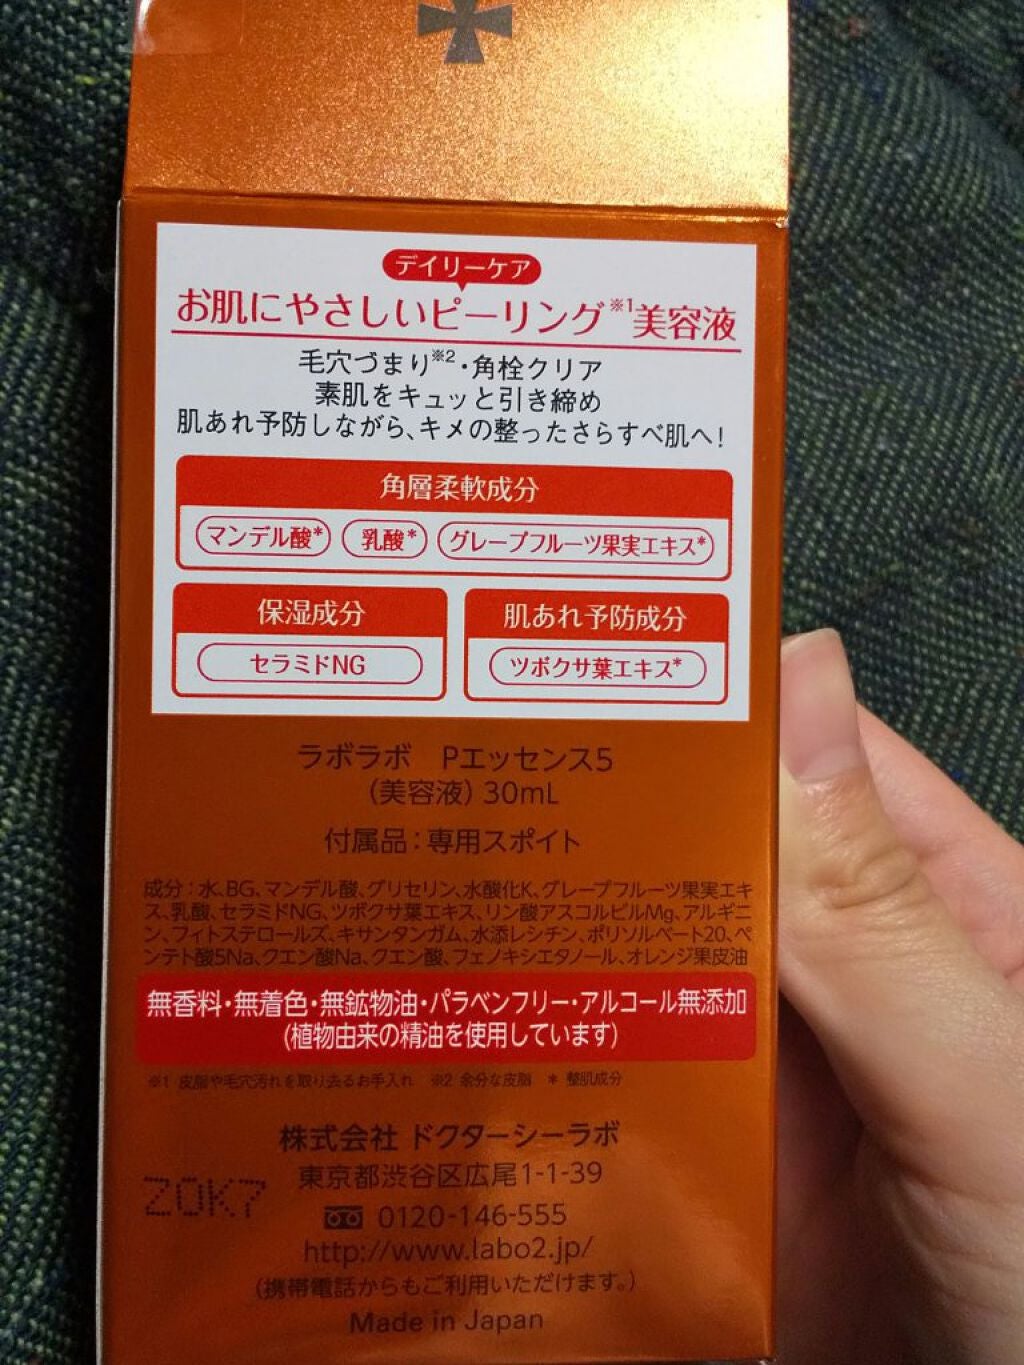 デイリーケア
お肌にやさしいピーリング※1美容液
毛穴づまり※2・角栓クリア
素肌をキュッと引き締め
肌あれ予防しながら、キメの整ったさらすべ肌へ!
角層柔軟成分
マンデル酸* 乳酸* グレープフルーツ果実エキス*
保湿成分 肌あれ予防成分
セラミドNG ツボクサ葉エキス*
ラボラボ Pエッセンス5
(美容液) 30mL
付属品:専用スポイト
成分:水、BG、マンデル酸、グリセリン、水酸化K、グレープフルーツ果実エキ
ス、乳酸、セラミドNG、ツボクサ葉エキス、リン酸アスコルビルMg、アルギニ
ン、フィトステロールズ、キサンタンガム、水添レシチン、ポリソルベート20、ペ
ンテト酸5Na、クエン酸Na、クエン酸、フェノキシエタノール、オレンジ果皮油
無香料・無着色・無鉱物油・パラベンフリー・アルコール無添加
(植物由来の精油を使用しています)
※1 皮脂や毛穴汚れを取り去るお手入れ ※2 余分な皮脂 * 整肌成分
株式会社 ドクターシーラボ
東京都渋谷区広尾1-1-39
0120-146-555
http://www.labo2.jp/
(携帯電話からもご利用いただけます。)
Made in Japan
ZOK7